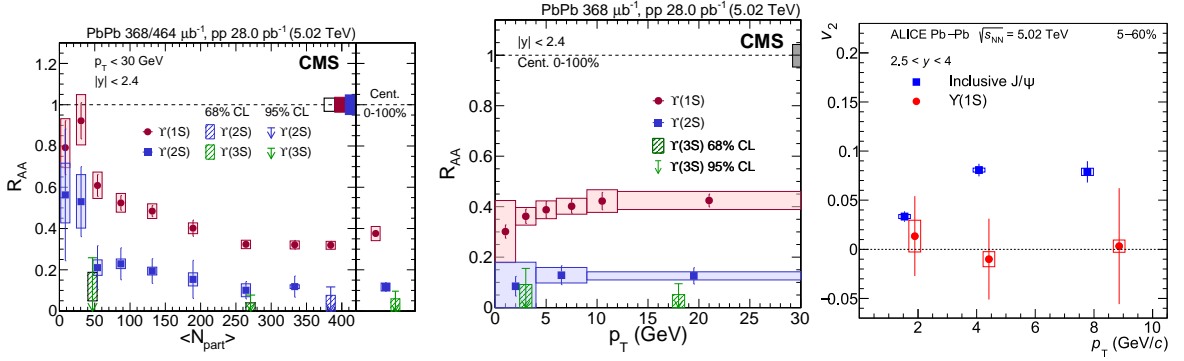 PbPb 368/464 μb⁻¹, pp 28.0 pb⁻¹ (5.02 TeV)
p_T < 30 GeV
|y| < 2.4
CMS
Cent.
0-100%
68% CL 95% CL
ϒ(1S) ϒ(2S) ϒ(2S)
ϒ(2S) ϒ(3S) ϒ(3S)
R_AA
1.2
1
0.8
0.6
0.4
0.2
0
0 50 100 150 200 250 300 350 400
<N_part>
PbPb 368 μb⁻¹, pp 28.0 pb⁻¹ (5.02 TeV)
|y| < 2.4
CMS
Cent. 0-100%
ϒ(1S)
ϒ(2S)
ϒ(3S) 68% CL
ϒ(3S) 95% CL
R_AA
1
0.8
0.6
0.4
0.2
0
0 5 10 15 20 25 30
p_T (GeV)
v₂
ALICE Pb−Pb √s_NN = 5.02 TeV 5−60%
2.5 < y < 4
Inclusive J/ψ
ϒ(1S)
0.2
0.15
0.1
0.05
0
−0.05
2 4 6 8 10
p_T (GeV/c)